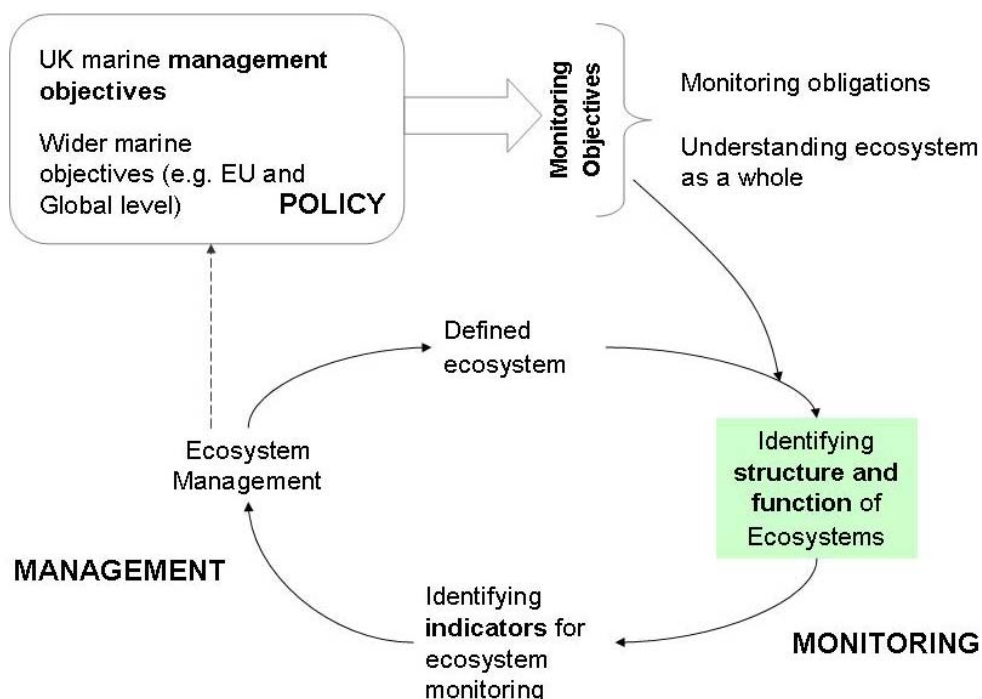 UK marine management
objectives
Wider marine
objectives (e.g. EU and
Global level)
POLICY
Monitoring
Objectives
Monitoring obligations
Understanding ecosystem
as a whole
Defined
ecosystem
Identifying
structure and
function of
Ecosystems
Ecosystem
Management
MANAGEMENT
Identifying
indicators for
ecosystem
monitoring
MONITORING